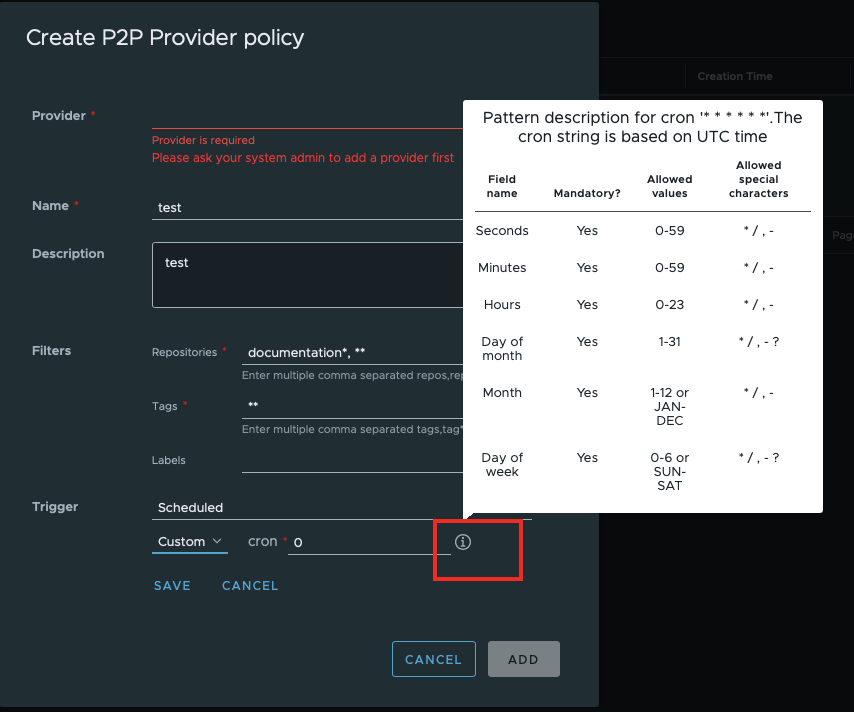 Create P2P Provider policy
Creation Time
Provider *
Provider is required
Please ask your system admin to add a provider first
Name *
test
Description
test
Filters
Repositories *
documentation*, **
Enter multiple comma separated repos,rep
Tags *
**
Enter multiple comma separated tags,tag*
Labels
Trigger
Scheduled
Custom
cron *
0
SAVE
CANCEL
CANCEL
ADD
Pattern description for cron '* * * * * *'.The
cron string is based on UTC time
Field
name
Mandatory?
Allowed
values
Allowed
special
characters
Seconds Yes 0-59 * / , -
Minutes Yes 0-59 * / , -
Hours Yes 0-23 * / , -
Day of
month
Yes 1-31 * / , - ?
Month Yes 1-12 or
JAN-
DEC
* / , -
Day of
week
Yes 0-6 or
SUN-
SAT
* / , - ?
Page